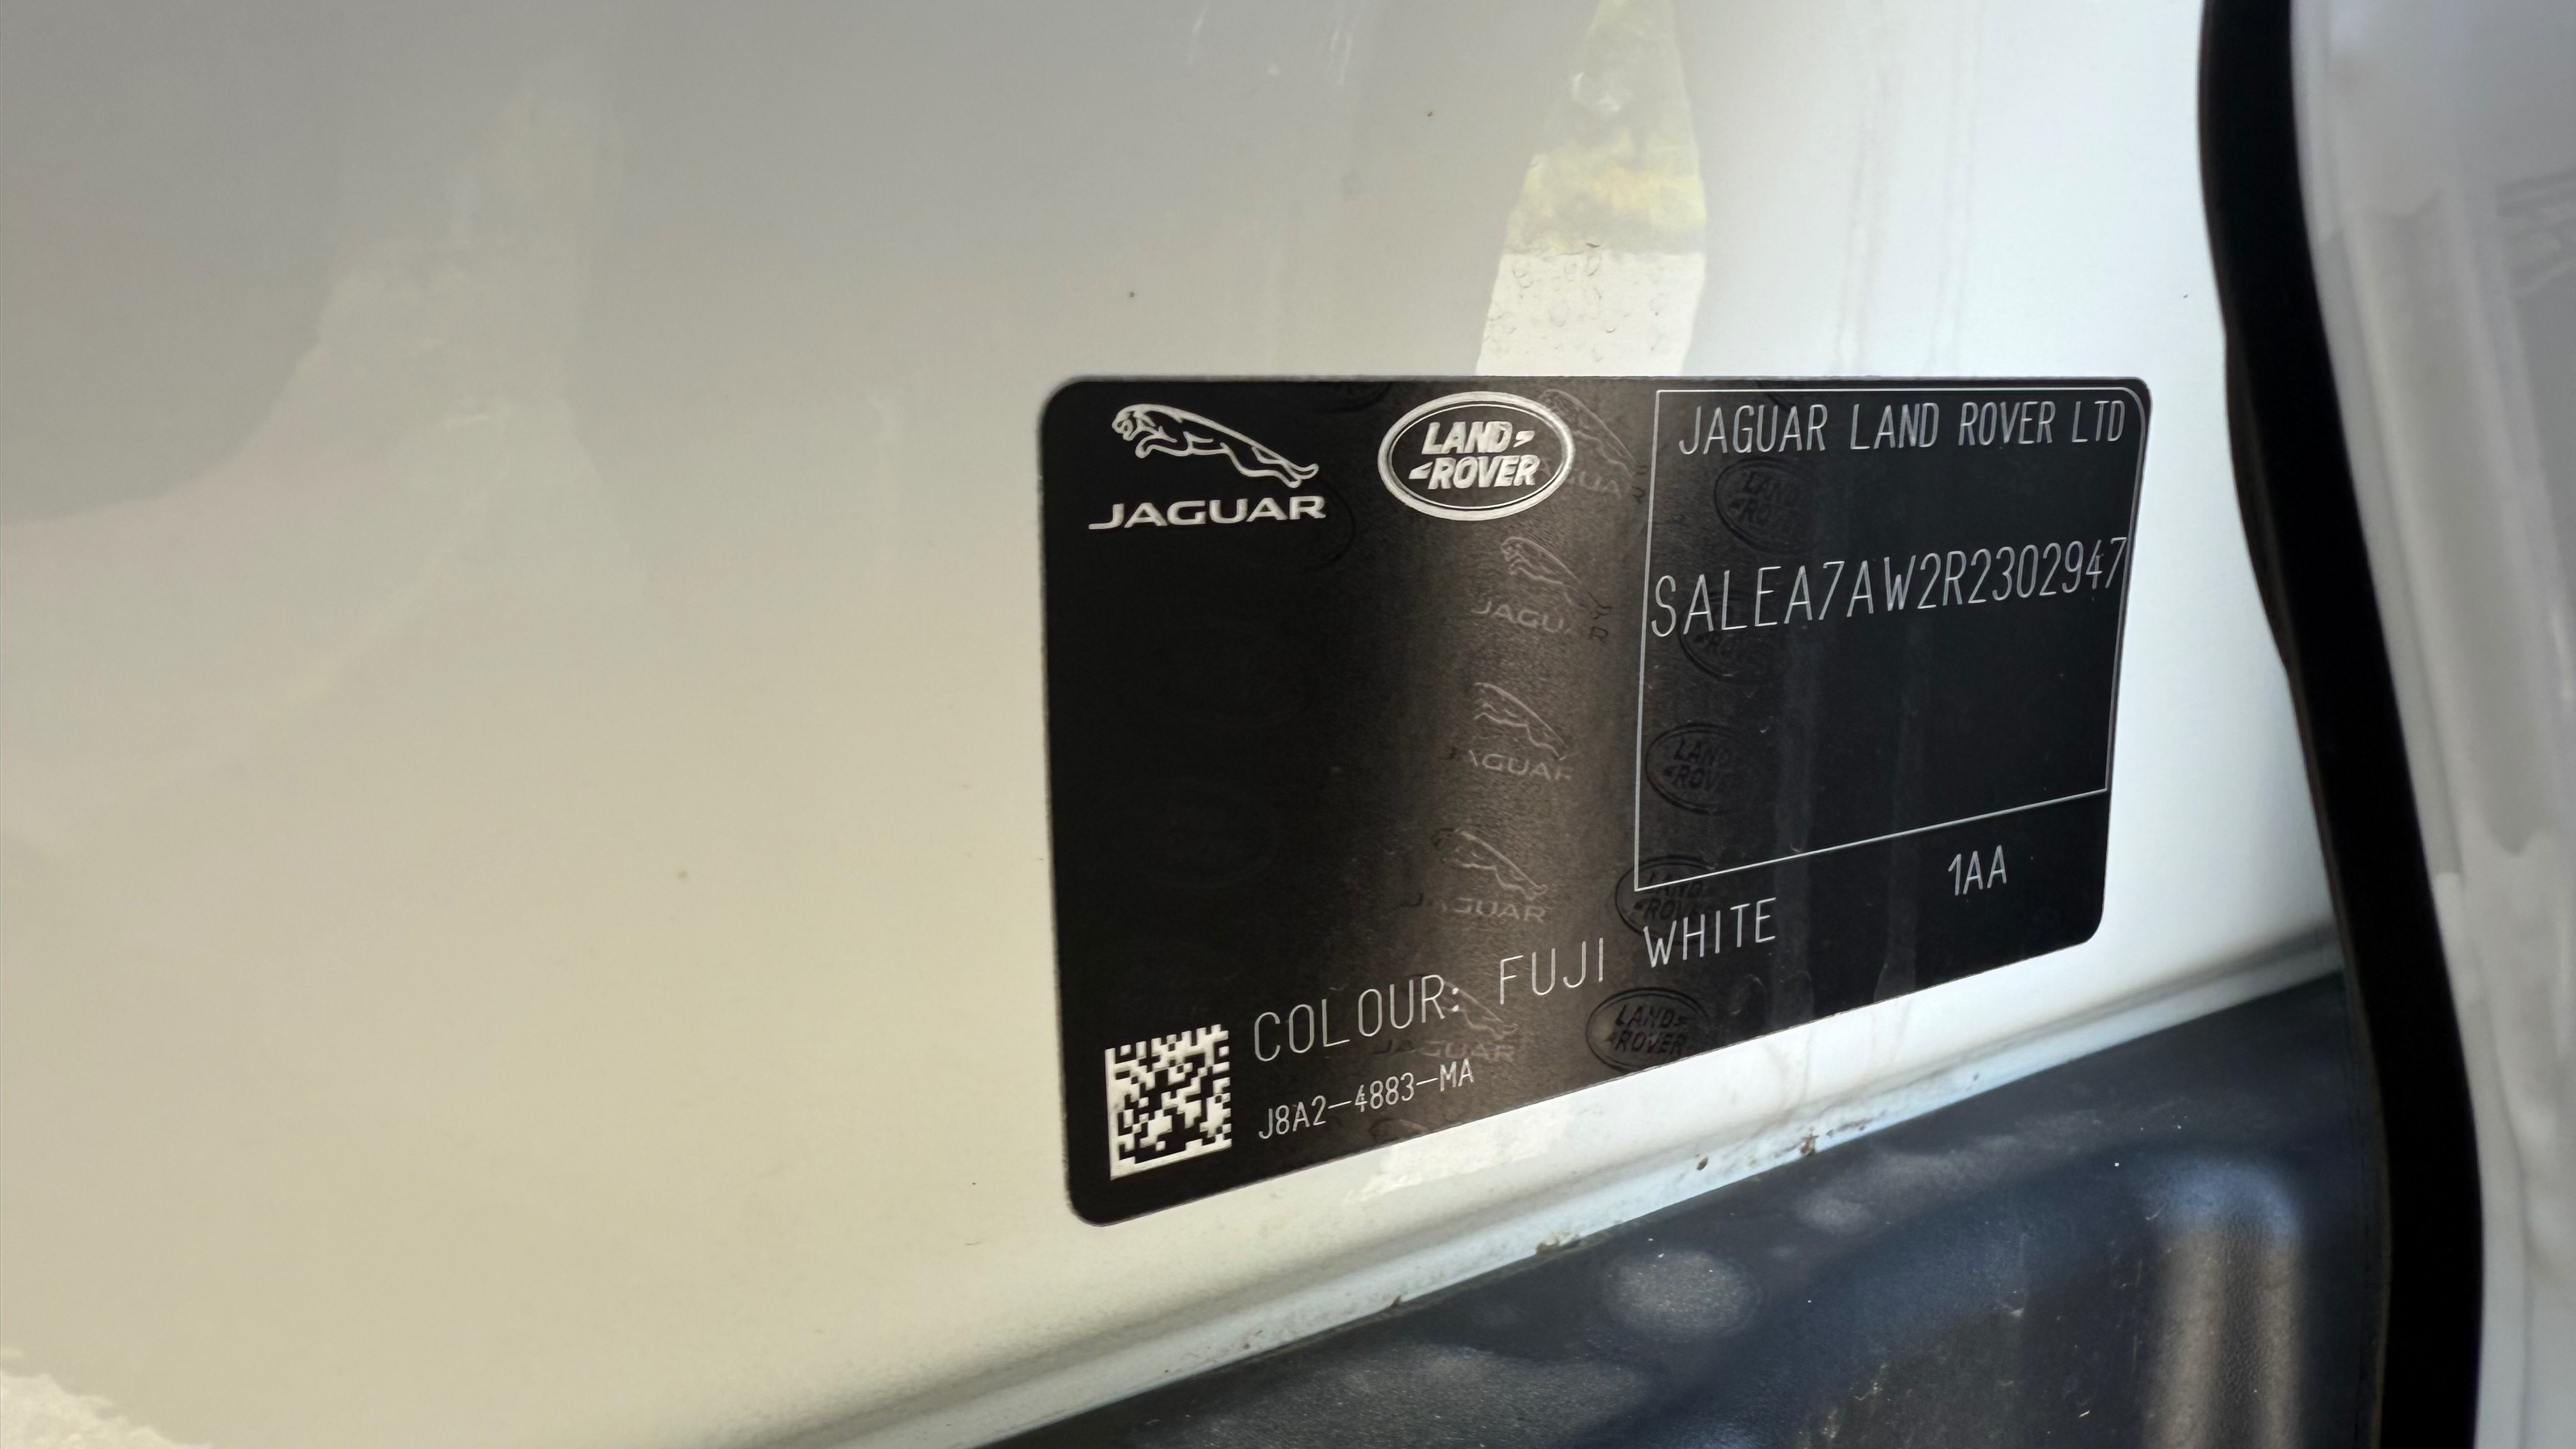 JAGUAR
LAND
ROVER
JAGUAR LAND ROVER LTD
SALEA7AW2R2302947
1AA
COLOUR: FUJI WHITE
J8A2-4883-MA